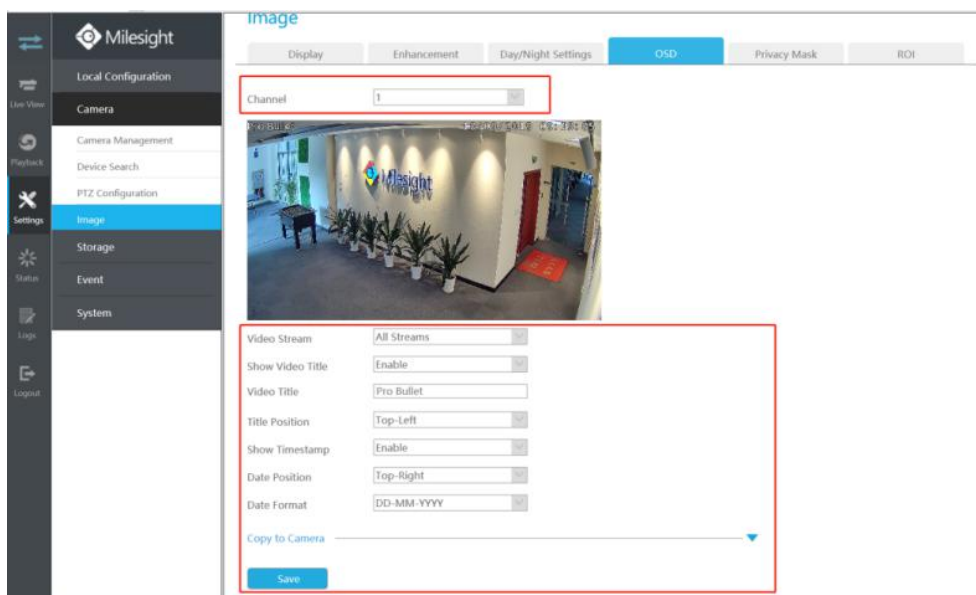 Image
Milesight
Display Enhancement Day/Night Settings OSD Privacy Mask ROI
Local Configuration
Live View
Camera
Channel 1
Camera Management
Playback
Device Search
PTZ Configuration
Settings
Image
Milesight
Storage
Status
Event
System
Logs
Logout
Video Stream All Streams
Show Video Title Enable
Video Title Pro Bullet
Title Position Top-Left
Show Timestamp Enable
Date Position Top-Right
Date Format DD-MM-YYYY
Copy to Camera
Save